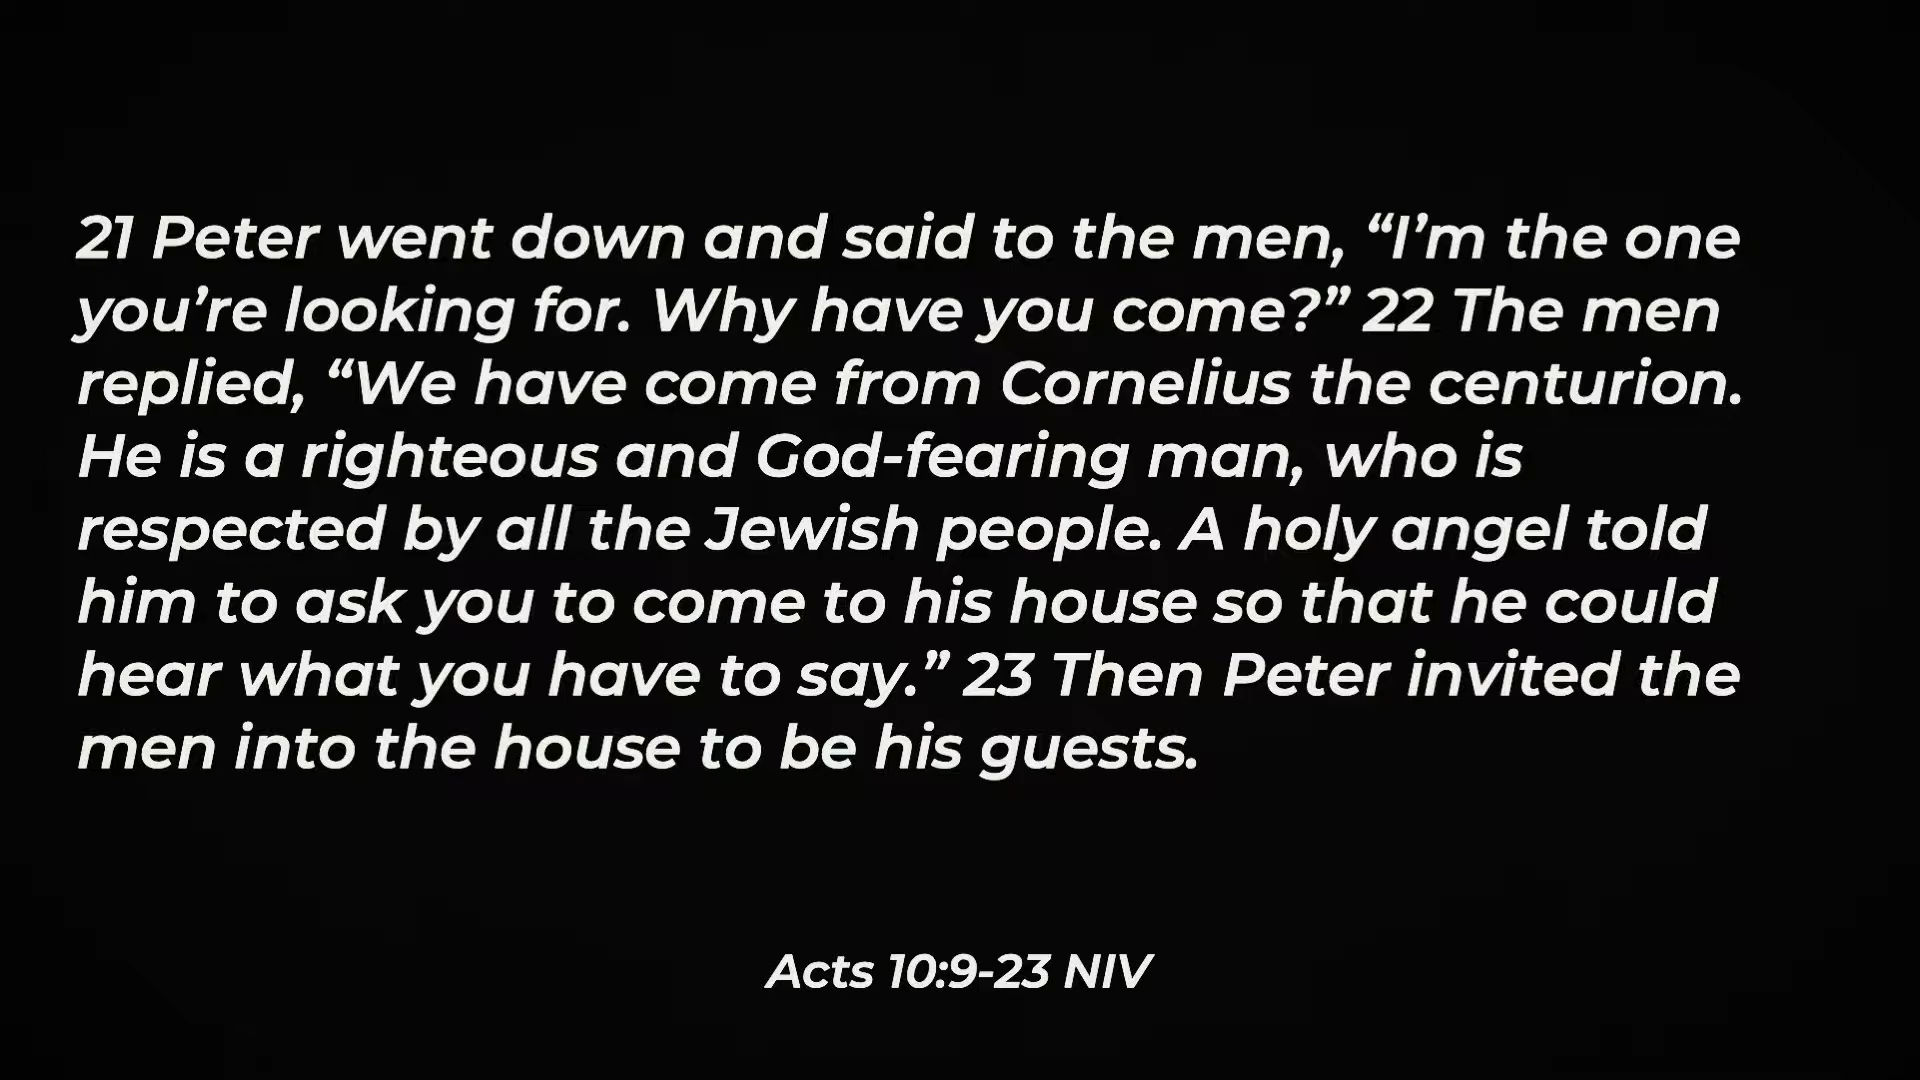 21 Peter went down and said to the men, “I’m the one
you’re looking for. Why have you come?” 22 The men
replied, “We have come from Cornelius the centurion.
He is a righteous and God-fearing man, who is
respected by all the Jewish people. A holy angel told
him to ask you to come to his house so that he could
hear what you have to say.” 23 Then Peter invited the
men into the house to be his guests.
Acts 10:9-23 NIV